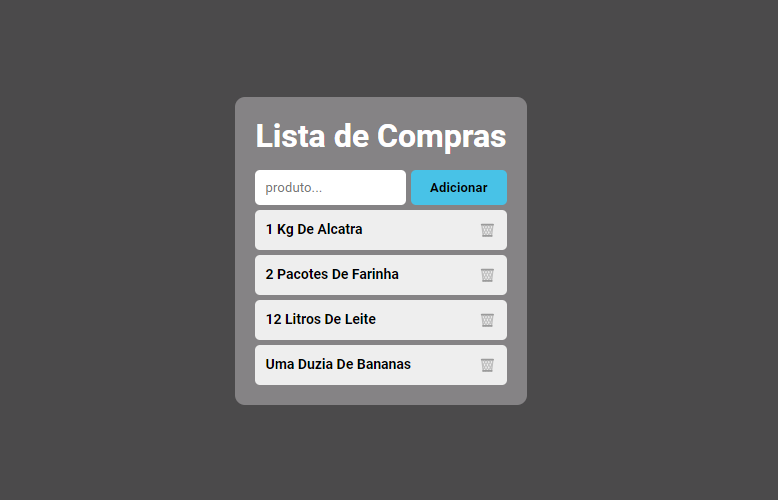 Lista de Compras
produto...
Adicionar
1 Kg De Alcatra
2 Pacotes De Farinha
12 Litros De Leite
Uma Duzia De Bananas